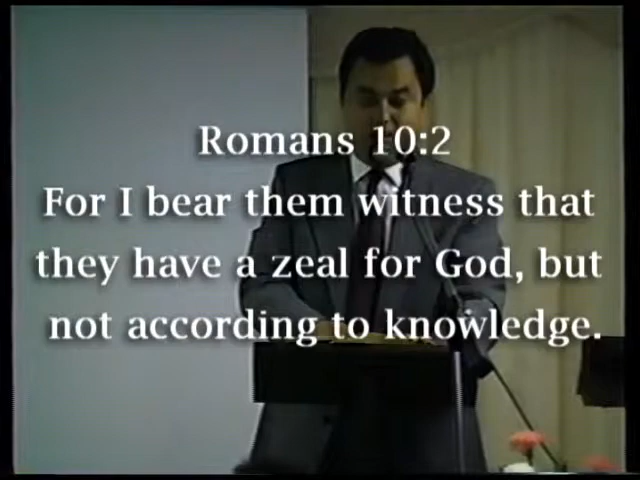 Romans 10:2
For I bear them witness that
they have a zeal for God, but
not according to knowledge.